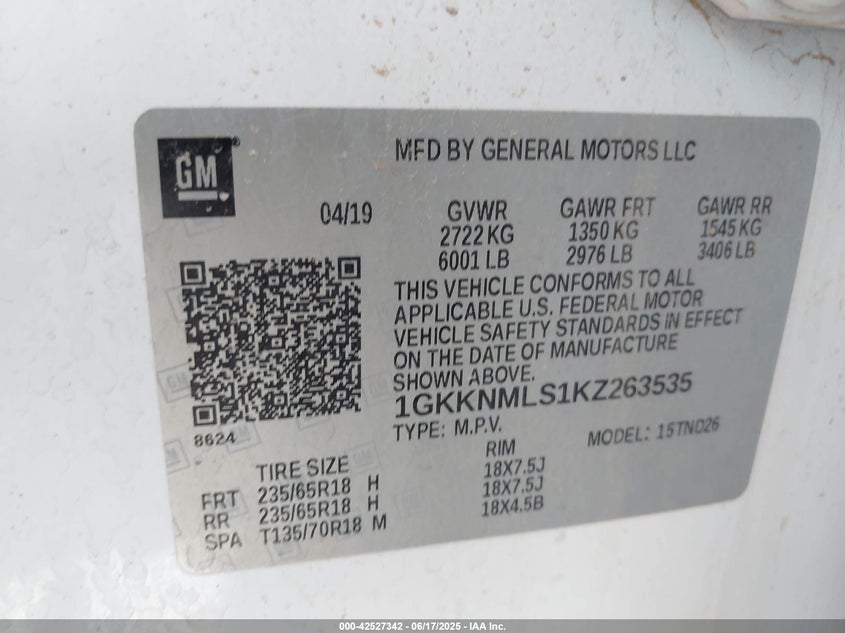 GM
MFD BY GENERAL MOTORS LLC
04/19
GVWR GAWR FRT GAWR RR
2722 KG 1350 KG 1545 KG
6001 LB 2976 LB 3406 LB
THIS VEHICLE CONFORMS TO ALL
APPLICABLE U.S. FEDERAL MOTOR
VEHICLE SAFETY STANDARDS IN EFFECT
ON THE DATE OF MANUFACTURE
SHOWN ABOVE.
1GKKNMLS1KZ263535
8624
TYPE: M.P.V. MODEL: 15TND26
TIRE SIZE RIM
FRT 235/65R18 H 18X7.5J
RR 235/65R18 H 18X7.5J
SPA T135/70R18 M 18X4.5B
000-42527342 - 06/17/2025 - IAA Inc.